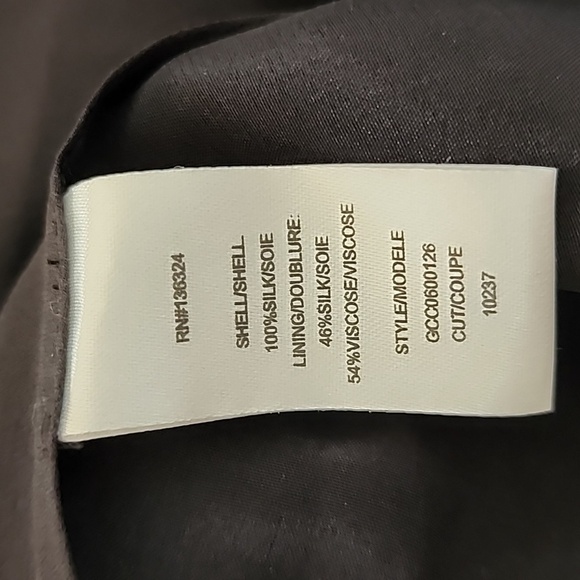 RN#136324
SHELL/SHELL
100%SILK/SOIE
LINING/DOUBLURE:
46%SILK/SOIE
54%VISCOSE/VISCOSE
STYLE/MODELE
GCC0600126
CUT/COUPE
10237